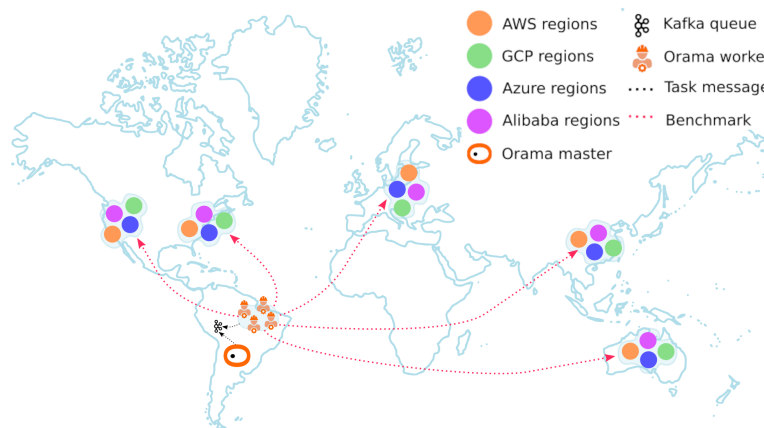 AWS regions
GCP regions
Azure regions
Alibaba regions
Orama master
Kafka queue
Orama worke
Task message
Benchmark